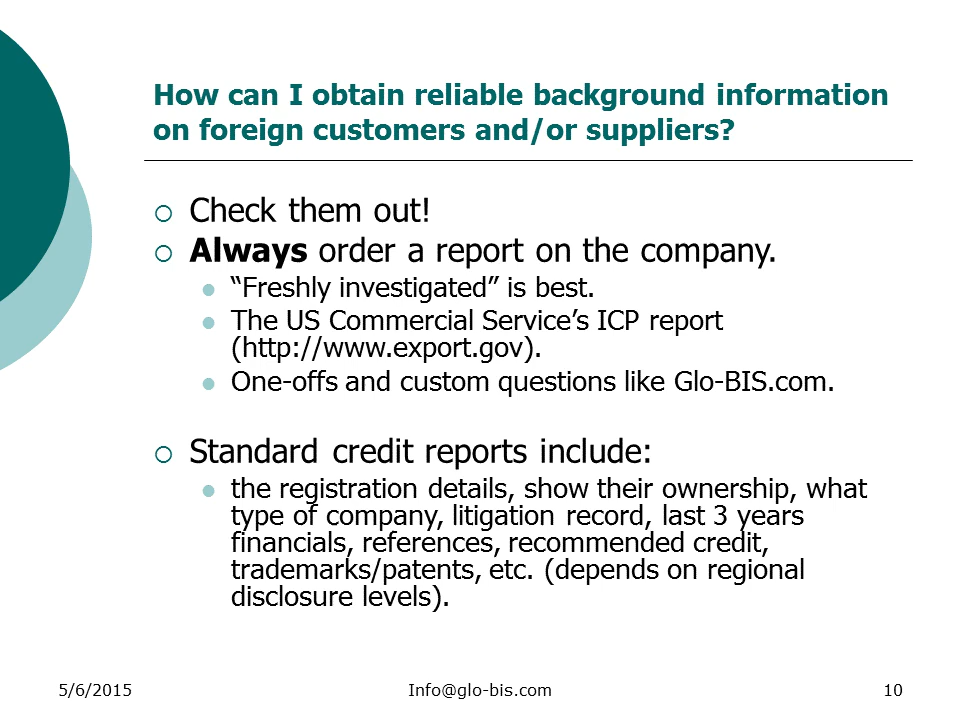 How can I obtain reliable background information
on foreign customers and/or suppliers?
Check them out!
Always order a report on the company.
“Freshly investigated” is best.
The US Commercial Service’s ICP report
(http://www.export.gov).
One-offs and custom questions like Glo-BIS.com.
Standard credit reports include:
the registration details, show their ownership, what
type of company, litigation record, last 3 years
financials, references, recommended credit,
trademarks/patents, etc. (depends on regional
disclosure levels).
5/6/2015
Info@glo-bis.com
10